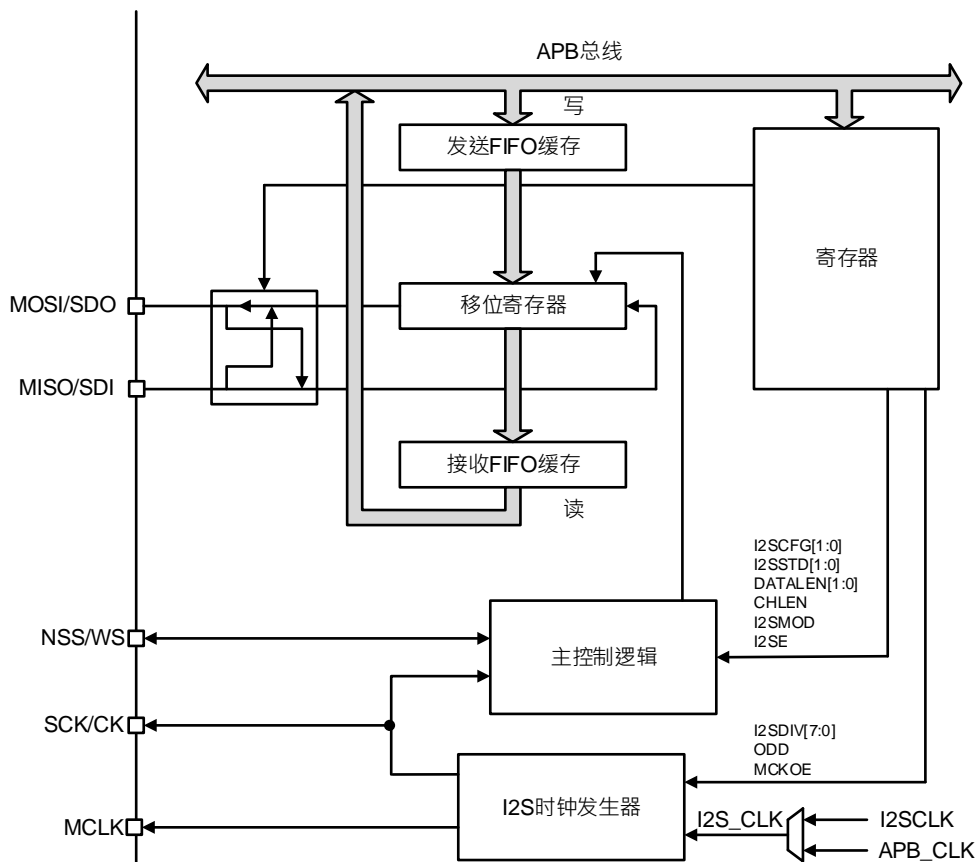 APB总线
写
发送FIFO缓存
寄存器
MOSI/SDO
移位寄存器
MISO/SDI
接收FIFO缓存
读
I2SCFG[1:0]
I2SSTD[1:0]
DATALEN[1:0]
CHLEN
I2SMOD
I2SE
NSS/WS
主控制逻辑
SCK/CK
I2SDIV[7:0]
ODD
MCKOE
I2S时钟发生器
MCLK
I2S_CLK
I2SCLK
APB_CLK